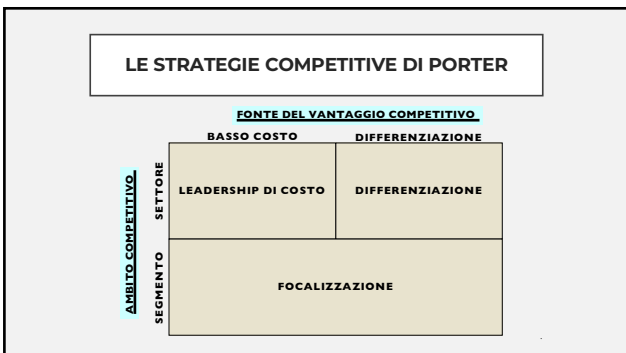 LE STRATEGIE COMPETITIVE DI PORTER
FONTE DEL VANTAGGIO COMPETITIVO
BASSO COSTO DIFFERENZIAZIONE
AMBITO COMPETITIVO
SETTORE
LEADERSHIP DI COSTO DIFFERENZIAZIONE
SEGMENTO
FOCALIZZAZIONE